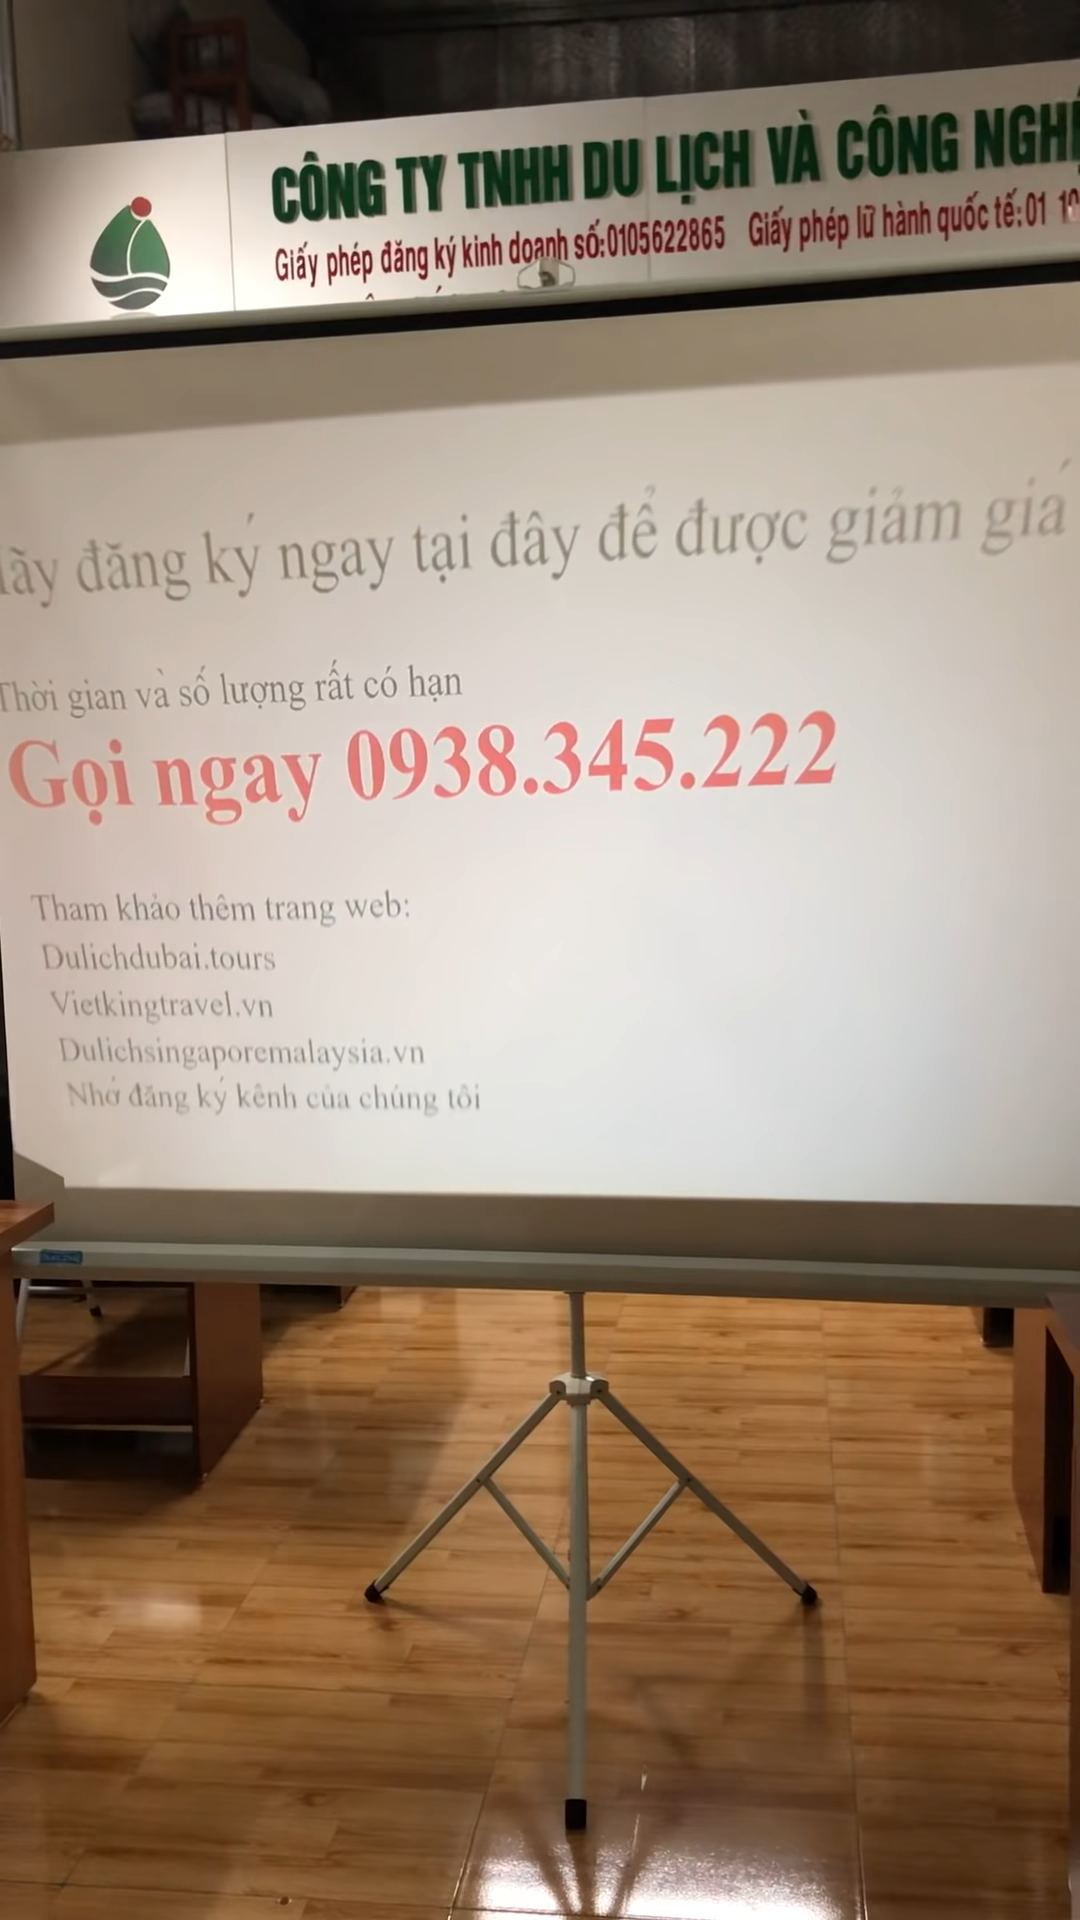 CÔNG TY TNHH DU LỊCH VÀ CÔNG NGH
Giấy phép đăng ký kinh doanh số:0105622865 Giấy phép lữ hành quốc tế:01
đăng ký ngay tại đây để được giảm giá
Thời gian và số lượng rất có hạn
Gọi ngay 0938.345.222
Tham khảo thêm trang web:
Dulichdubai.tours
Vietkingtravel.vn
Dulichsingaporemalaysia.vn
Nhớ đăng ký kênh của chúng tôi